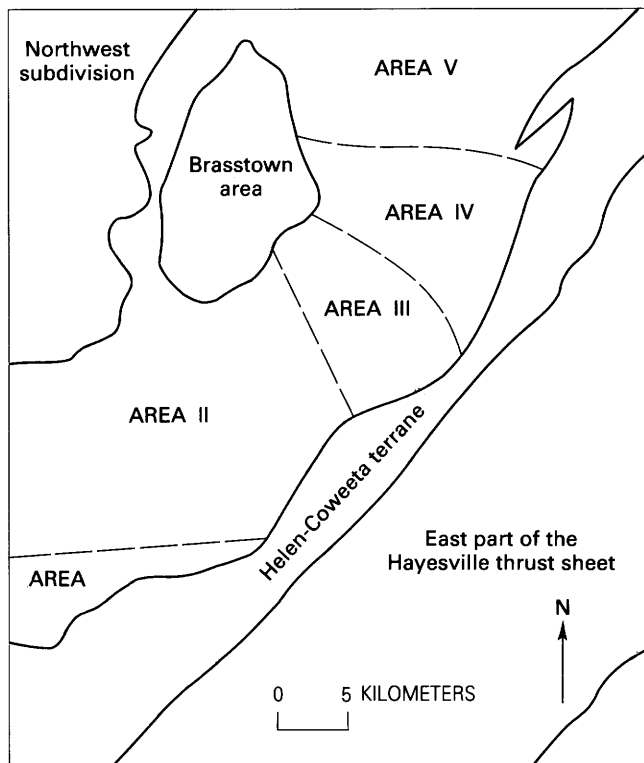 Northwest
subdivision
AREA V
Brasstown
area
AREA IV
AREA III
AREA II
Helen-Coweeta terrane
East part of the
Hayesville thrust sheet
AREA
N
0 5 KILOMETERS